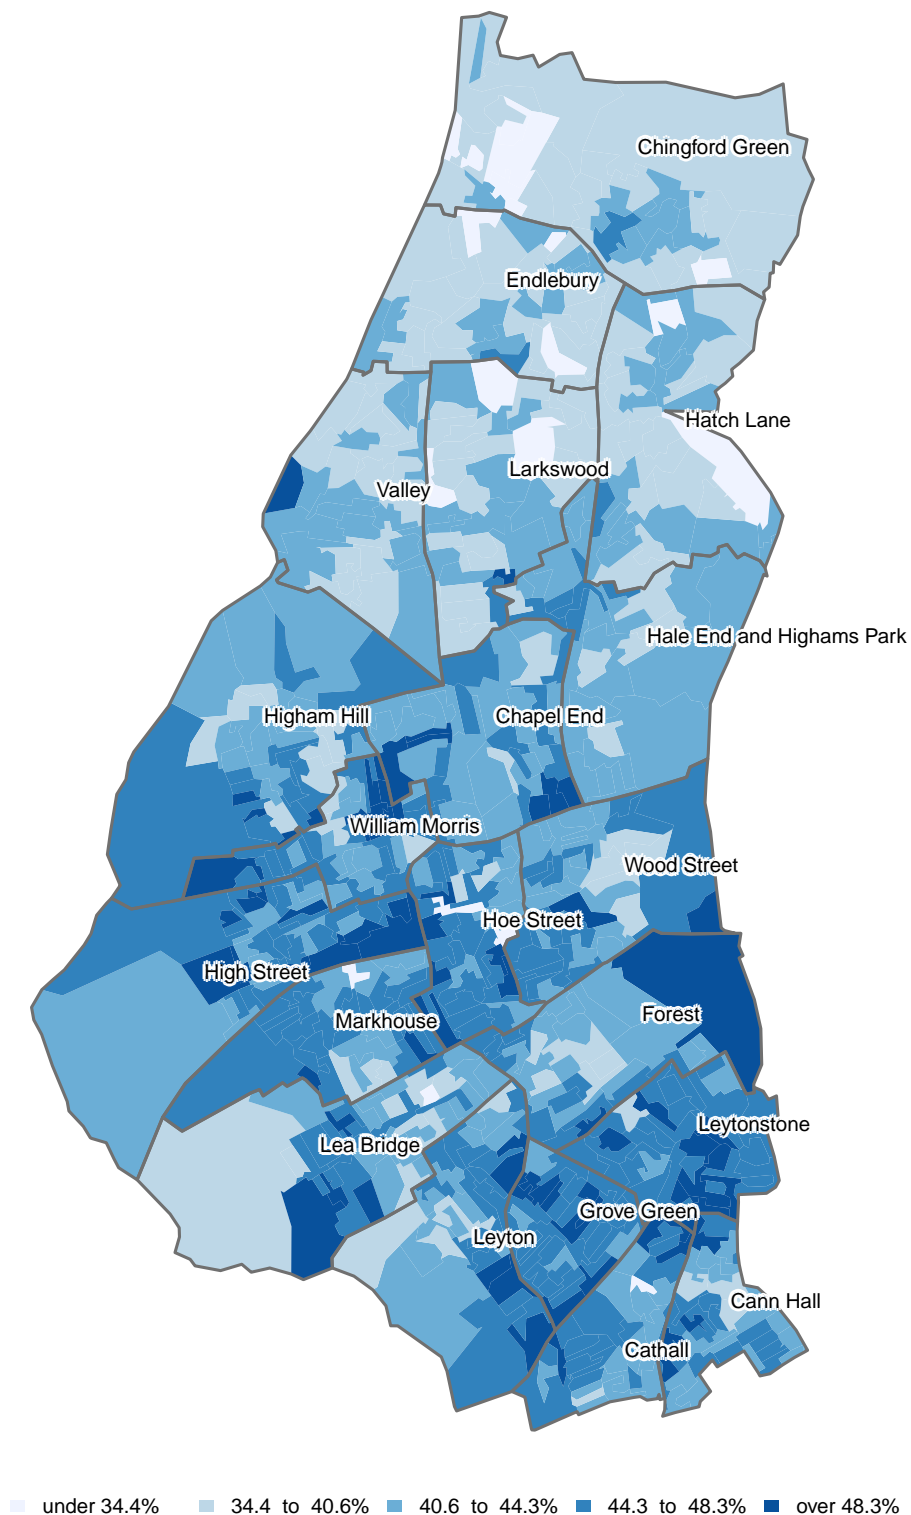 Chingford Green
Endlebury
Hatch Lane
Larkswood
Valley
Hale End and Highams Park
Higham Hill
Chapel End
William Morris
Wood Street
Hoe Street
High Street
Forest
Markhouse
Leytonstone
Lea Bridge
Grove Green
Leyton
Cann Hall
Cathall
under 34.4% 34.4 to 40.6% 40.6 to 44.3% 44.3 to 48.3% over 48.3%